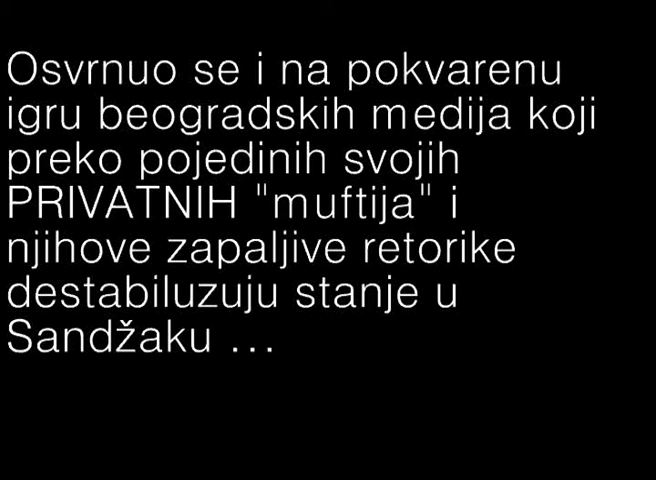 Osvrnuo se i na pokvarenu
igru beogradskih medija koji
preko pojedinih svojih
PRIVATNIH "muftija" i
njihove zapaljive retorike
destabiluzuju stanje u
Sandžaku ...